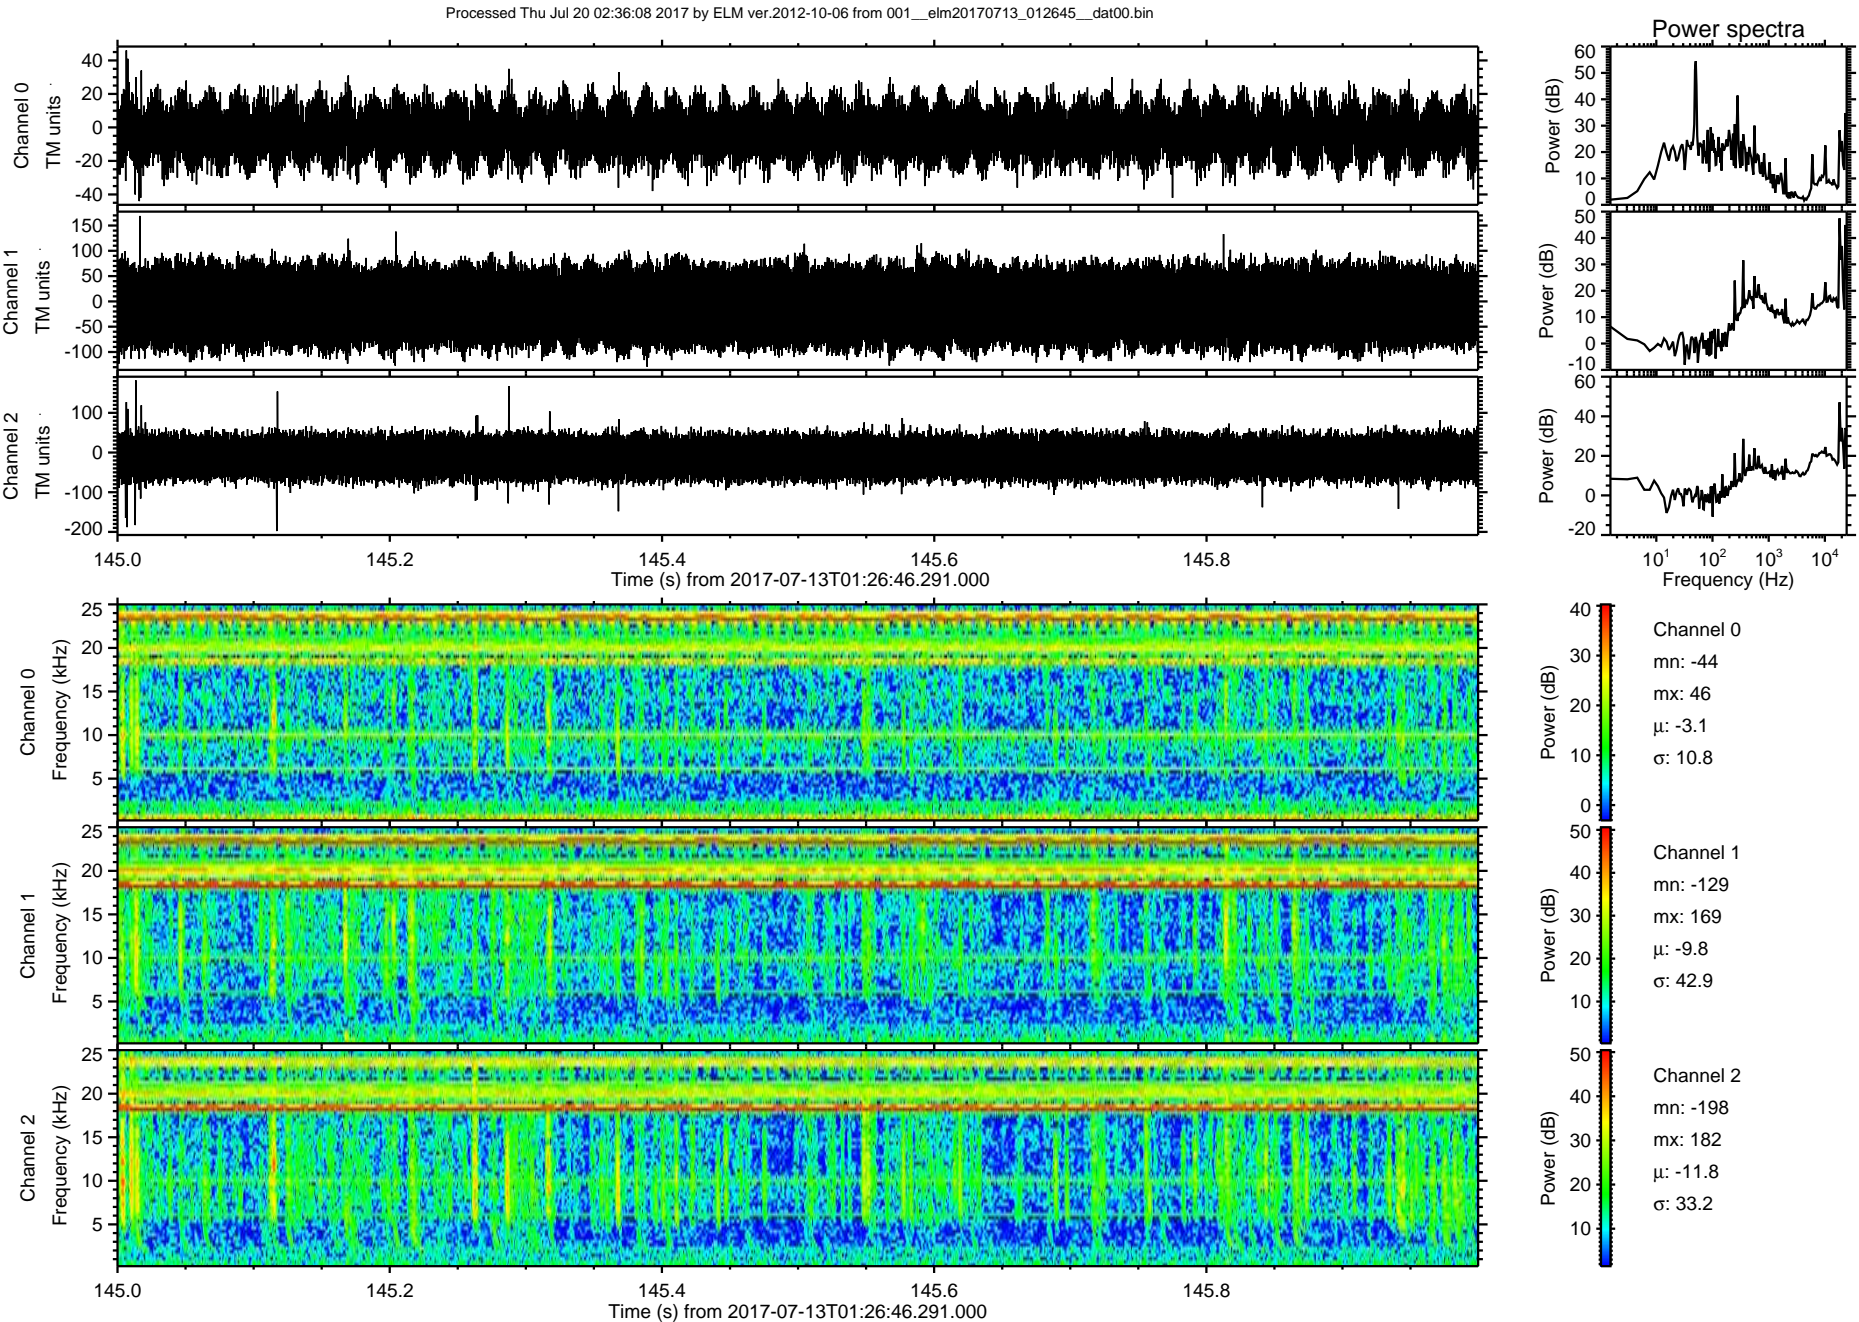 Processed Thu Jul 20 02:36:08 2017 by ELM ver.2012-10-06 from 001__elm20170713_012645__dat00.bin
Power spectra
Channel 0
TM units
40
20
0
-20
-40
Power (dB)
60
50
40
30
20
10
0
Channel 1
TM units
150
100
50
0
-50
-100
Power (dB)
50
40
30
20
10
0
-10
Channel 2
TM units
100
0
-100
-200
Power (dB)
60
40
20
0
-20
145.0 145.2 145.4 145.6 145.8
Time (s) from 2017-07-13T01:26:46.291.000
10^1 10^2 10^3 10^4
Frequency (Hz)
Channel 0
Frequency (kHz)
25
20
15
10
5
Power (dB)
40
30
20
10
0
Channel 0
mn: -44
mx: 46
μ: -3.1
σ: 10.8
Channel 1
Frequency (kHz)
25
20
15
10
5
Power (dB)
50
40
30
20
10
Channel 1
mn: -129
mx: 169
μ: -9.8
σ: 42.9
Channel 2
Frequency (kHz)
25
20
15
10
5
Power (dB)
50
40
30
20
10
Channel 2
mn: -198
mx: 182
μ: -11.8
σ: 33.2
145.0 145.2 145.4 145.6 145.8
Time (s) from 2017-07-13T01:26:46.291.000